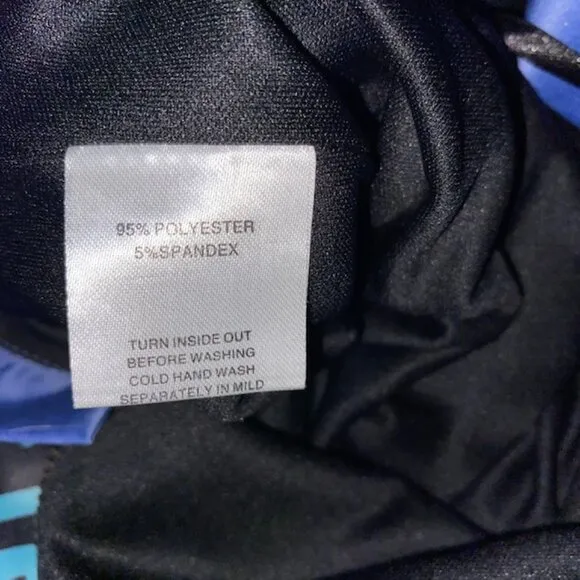 95% POLYESTER
5%SPANDEX
TURN INSIDE OUT
BEFORE WASHING
COLD HAND WASH
SEPARATELY IN MILD